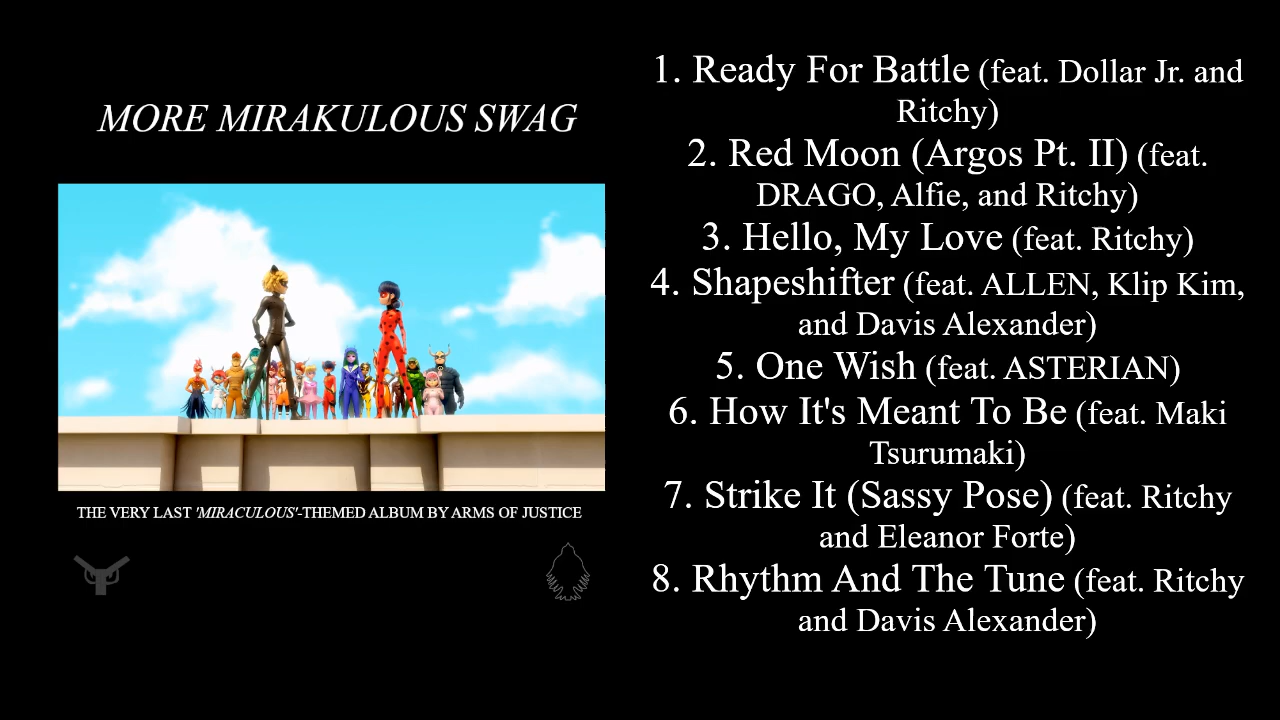 MORE MIRAKULOUS SWAG
THE VERY LAST 'MIRACULOUS'-THEMED ALBUM BY ARMS OF JUSTICE
1. Ready For Battle (feat. Dollar Jr. and
Ritchy)
2. Red Moon (Argos Pt. II) (feat.
DRAGO, Alfie, and Ritchy)
3. Hello, My Love (feat. Ritchy)
4. Shapeshifter (feat. ALLEN, Klip Kim,
and Davis Alexander)
5. One Wish (feat. ASTERIAN)
6. How It's Meant To Be (feat. Maki
Tsurumaki)
7. Strike It (Sassy Pose) (feat. Ritchy
and Eleanor Forte)
8. Rhythm And The Tune (feat. Ritchy
and Davis Alexander)